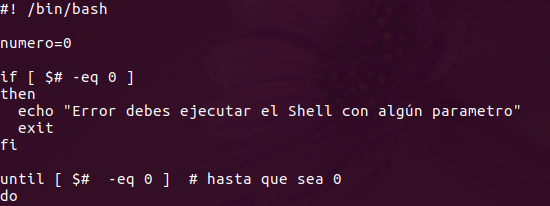 #! /bin/bash
numero=0
if [ $# -eq 0 ]
then
  echo "Error debes ejecutar el Shell con algún parametro"
  exit
fi
until [ $#  -eq 0 ]  # hasta que sea 0
do